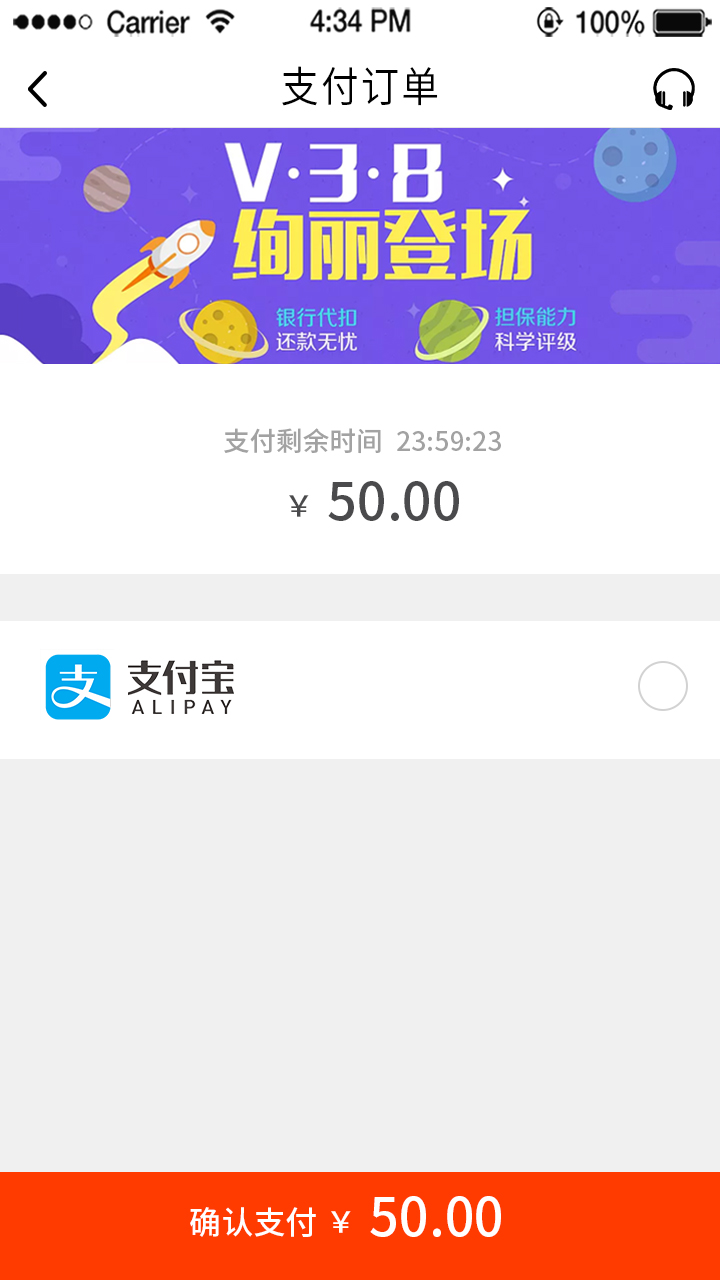 Carrier 4:34 PM 100%
支付订单
V·3·8
绚丽登场
银行代扣 担保能力
还款无忧 科学评级
支付剩余时间 23:59:23
¥ 50.00
支 支付宝
ALIPAY
确认支付 ¥ 50.00